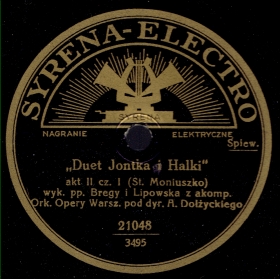 SYRENA-ELECTRO
SYRENA
NAGRANIE ELEKTRYCZNE
Śpiew.
„Duet Jontka i Halki"
akt II cz. I (St. Moniuszko)
wyk. pp. Bregy i Lipowska z akomp.
Ork. Opery Warsz. pod dyr. A. Dołżyckiego.
21048
3495